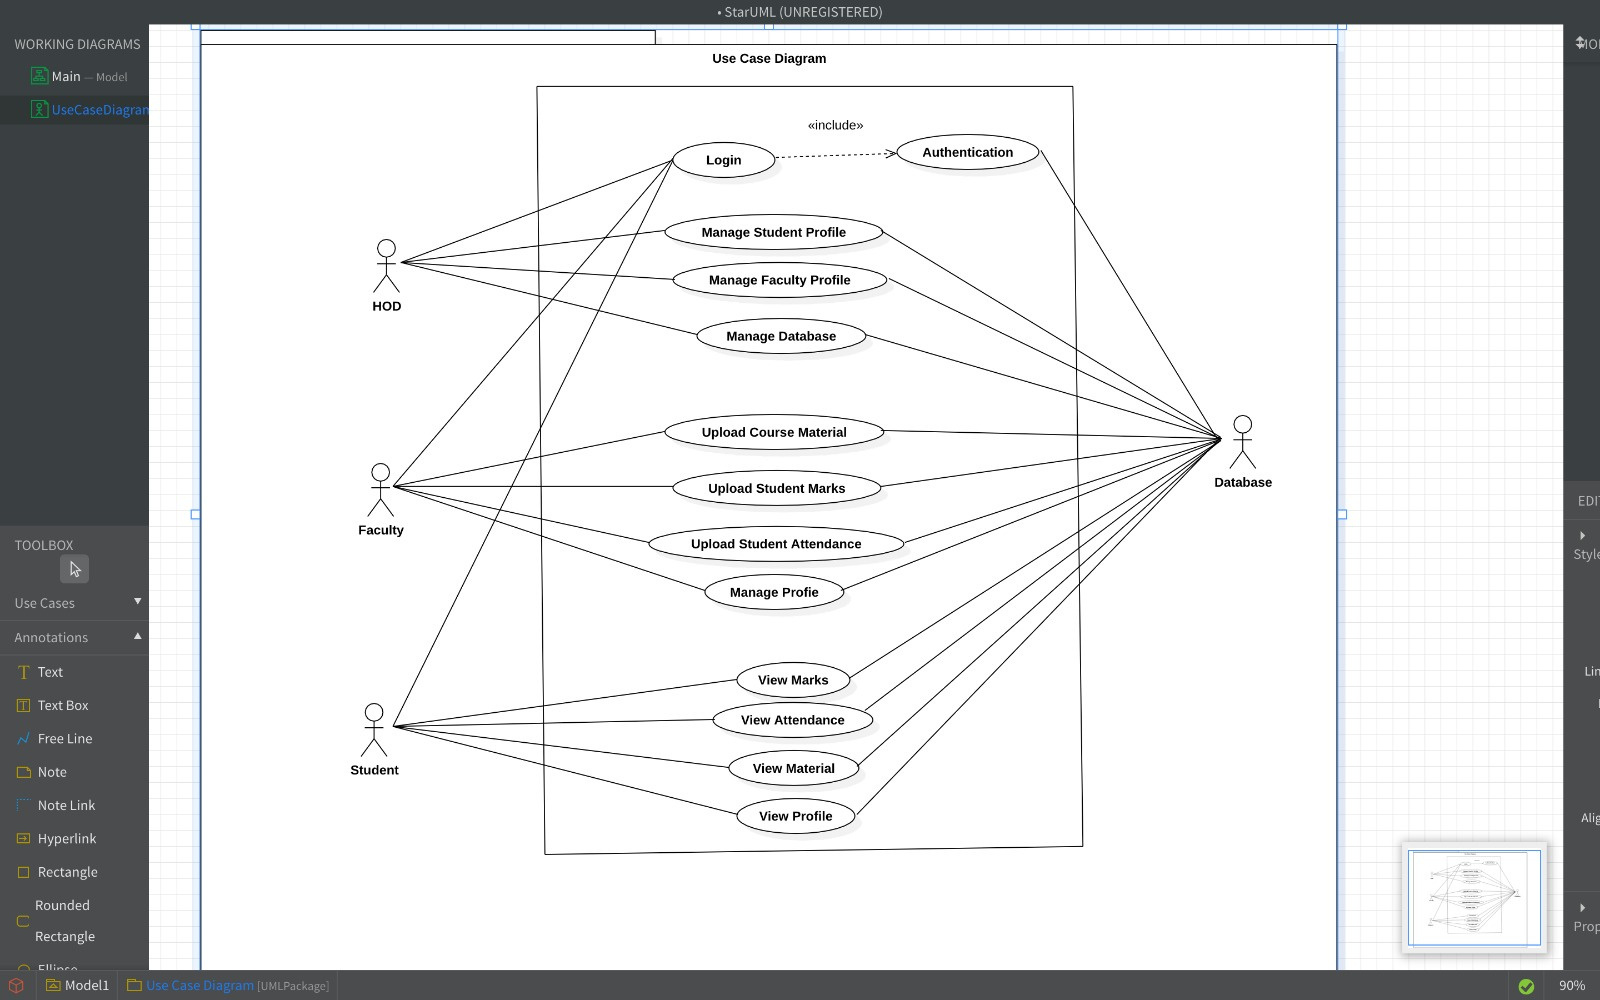 • StarUML (UNREGISTERED)
WORKING DIAGRAMS
Main — Model
UseCaseDiagram
TOOLBOX
Use Cases
Annotations
Text
Text Box
Free Line
Note
Note Link
Hyperlink
Rectangle
Rounded
Rectangle
Ellipse
Use Case Diagram
«include»
Login
Authentication
Manage Student Profile
Manage Faculty Profile
HOD
Manage Database
Upload Course Material
Upload Student Marks
Database
Faculty
Upload Student Attendance
Manage Profie
View Marks
View Attendance
Student
View Material
View Profile
EDIT
Style
Lin
Alig
Prop
Model1
Use Case Diagram [UMLPackage]
90%